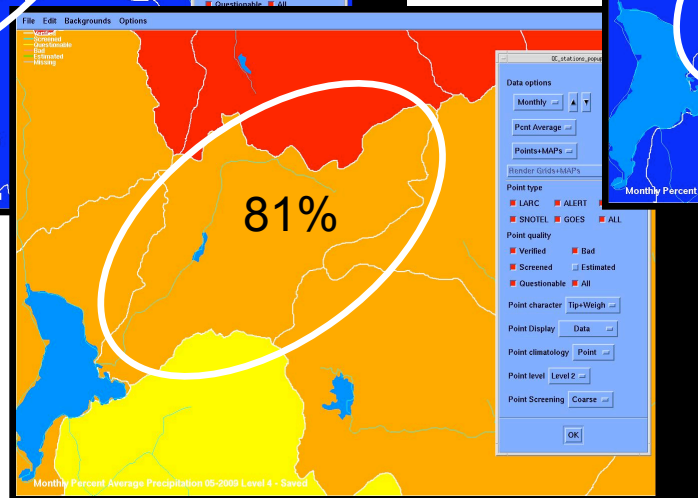 Questionable All
File Edit Backgrounds Options
Screened
Questionable
Bad
Estimated
Missing
81%
QC_stations_popup
Data options
Monthly
Pcnt Average
Points+MAPs
Render Grids+MAPs
Point type
LARC ALERT
SNOTEL GOES ALL
Point quality
Verified Bad
Screened Estimated
Questionable All
Point character Tip+Weigh
Point Display Data
Point climatology Point
Point level Level 2
Point Screening Coarse
OK
Monthly Percent Average Precipitation 05-2008 Level 4 - Saved
Monthly Percent